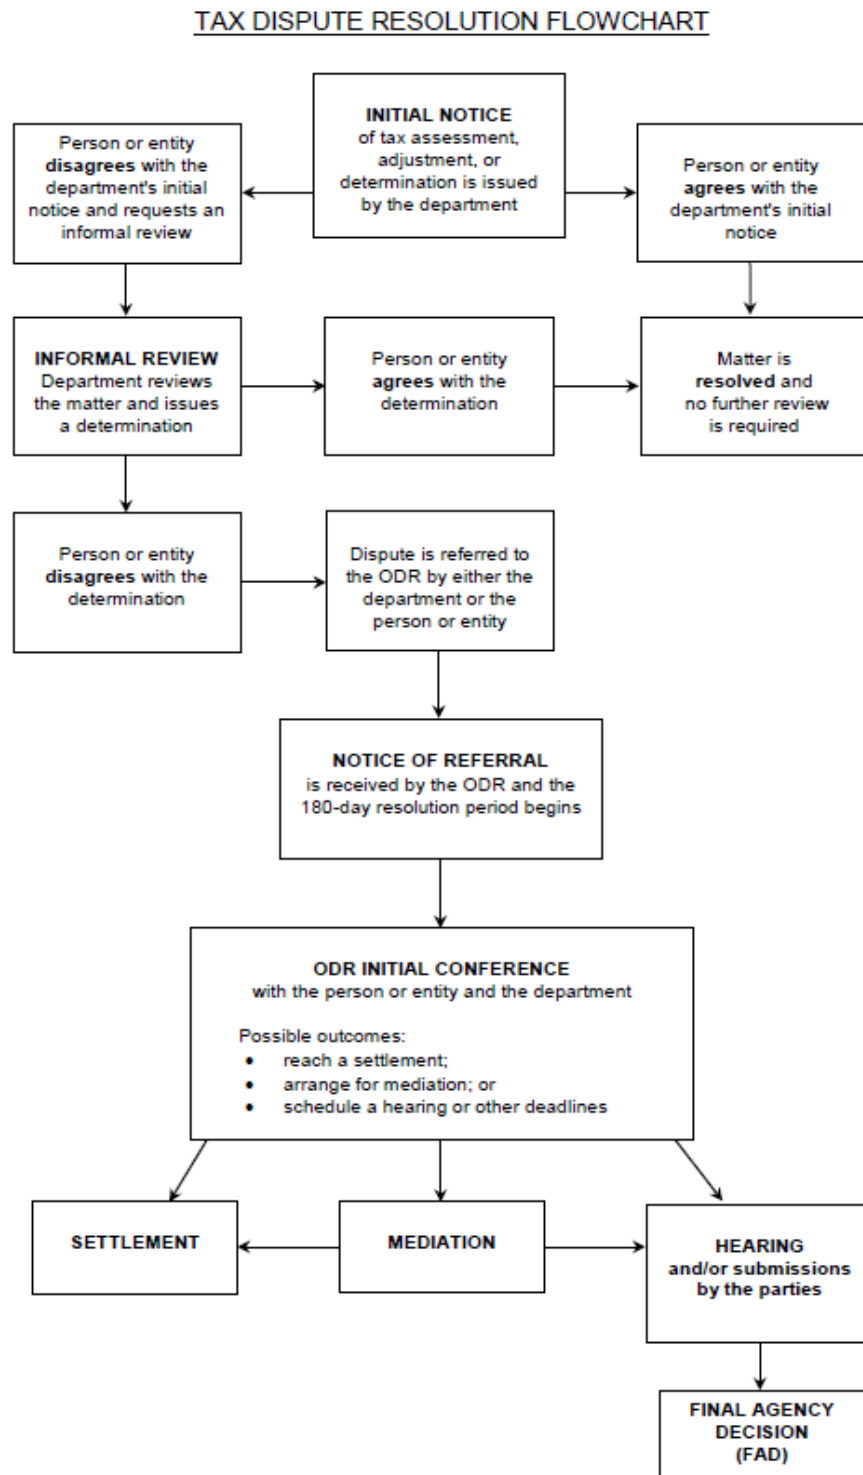 TAX DISPUTE RESOLUTION FLOWCHART
INITIAL NOTICE
of tax assessment,
adjustment, or
determination is issued
by the department
Person or entity
disagrees with the
department's initial
notice and requests an
informal review
Person or entity
agrees with the
department's initial
notice
INFORMAL REVIEW
Department reviews
the matter and issues
a determination
Person or entity
agrees with the
determination
Matter is
resolved and
no further review
is required
Person or entity
disagrees with the
determination
Dispute is referred to
the ODR by either the
department or the
person or entity
NOTICE OF REFERRAL
is received by the ODR and the
180-day resolution period begins
ODR INITIAL CONFERENCE
with the person or entity and the department
Possible outcomes:
• reach a settlement;
• arrange for mediation; or
• schedule a hearing or other deadlines
SETTLEMENT
MEDIATION
HEARING
and/or submissions
by the parties
FINAL AGENCY
DECISION
(FAD)